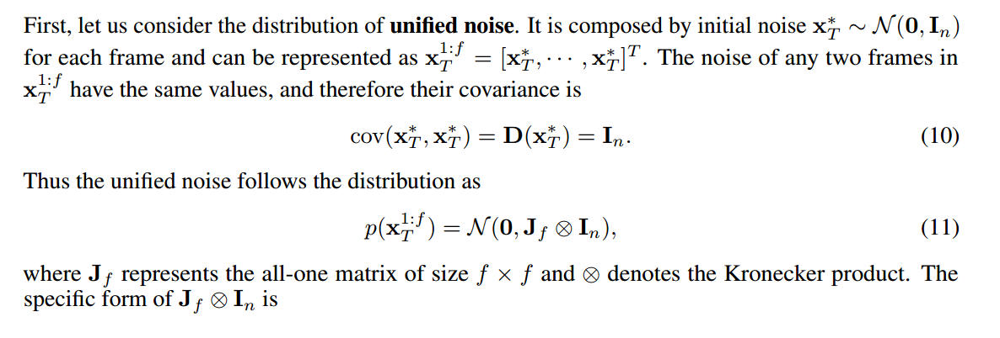 First, let us consider the distribution of unified noise. It is composed by initial noise $\mathbf{x}_T^* \sim \mathcal{N}(\mathbf{0}, \mathbf{I}_n)$
for each frame and can be represented as $\mathbf{x}_T^{1:f} = [\mathbf{x}_T^*, \cdots, \mathbf{x}_T^*]^T$. The noise of any two frames in
$\mathbf{x}_T^{1:f}$ have the same values, and therefore their covariance is
$\text{cov}(\mathbf{x}_T^*, \mathbf{x}_T^*) = \mathbf{D}(\mathbf{x}_T^*) = \mathbf{I}_n.$ (10)
Thus the unified noise follows the distribution as
$p(\mathbf{x}_T^{1:f}) = \mathcal{N}(\mathbf{0}, \mathbf{J}_f \otimes \mathbf{I}_n),$ (11)
where $\mathbf{J}_f$ represents the all-one matrix of size $f \times f$ and $\otimes$ denotes the Kronecker product. The
specific form of $\mathbf{J}_f \otimes \mathbf{I}_n$ is